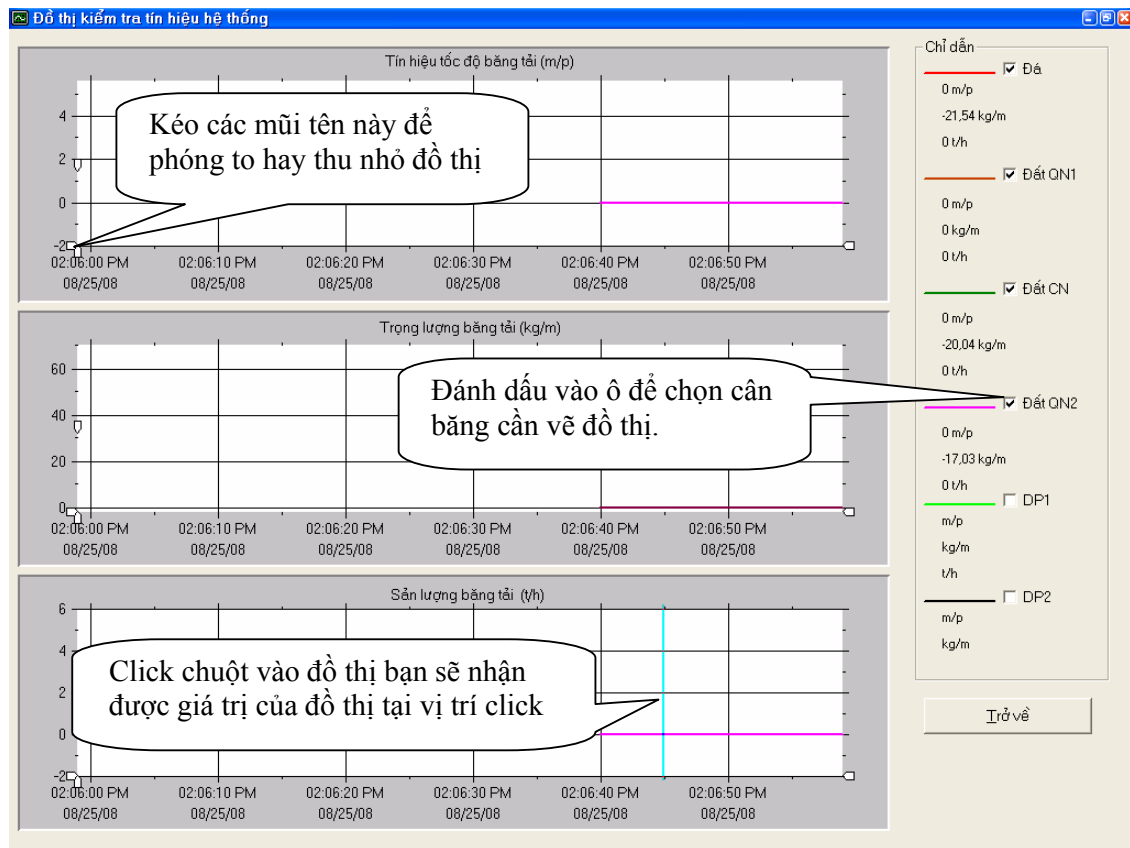 Đồ thị kiểm tra tín hiệu hệ thống
Tín hiệu tốc độ băng tải (m/p)
4
2
0
-2
Kéo các mũi tên này để
phóng to hay thu nhỏ đồ thị
02:06:00 PM 02:06:10 PM 02:06:20 PM 02:06:30 PM 02:06:40 PM 02:06:50 PM
08/25/08 08/25/08 08/25/08 08/25/08 08/25/08 08/25/08
Trọng lượng băng tải (kg/m)
60
40
20
0
Đánh dấu vào ô để chọn cân
băng cần vẽ đồ thị.
02:06:00 PM 02:06:10 PM 02:06:20 PM 02:06:30 PM 02:06:40 PM 02:06:50 PM
08/25/08 08/25/08 08/25/08 08/25/08 08/25/08 08/25/08
Sản lượng băng tải (t/h)
6
4
2
0
-2
Click chuột vào đồ thị bạn sẽ nhận
được giá trị của đồ thị tại vị trí click
02:06:00 PM 02:06:10 PM 02:06:20 PM 02:06:30 PM 02:06:40 PM 02:06:50 PM
08/25/08 08/25/08 08/25/08 08/25/08 08/25/08 08/25/08
Chỉ dẫn
Đá
0 m/p
-21,54 kg/m
0 t/h
Đất QN1
0 m/p
0 kg/m
0 t/h
Đất CN
0 m/p
-20,04 kg/m
0 t/h
Đất QN2
0 m/p
-17,03 kg/m
0 t/h
DP1
m/p
kg/m
t/h
DP2
m/p
kg/m
Trở về